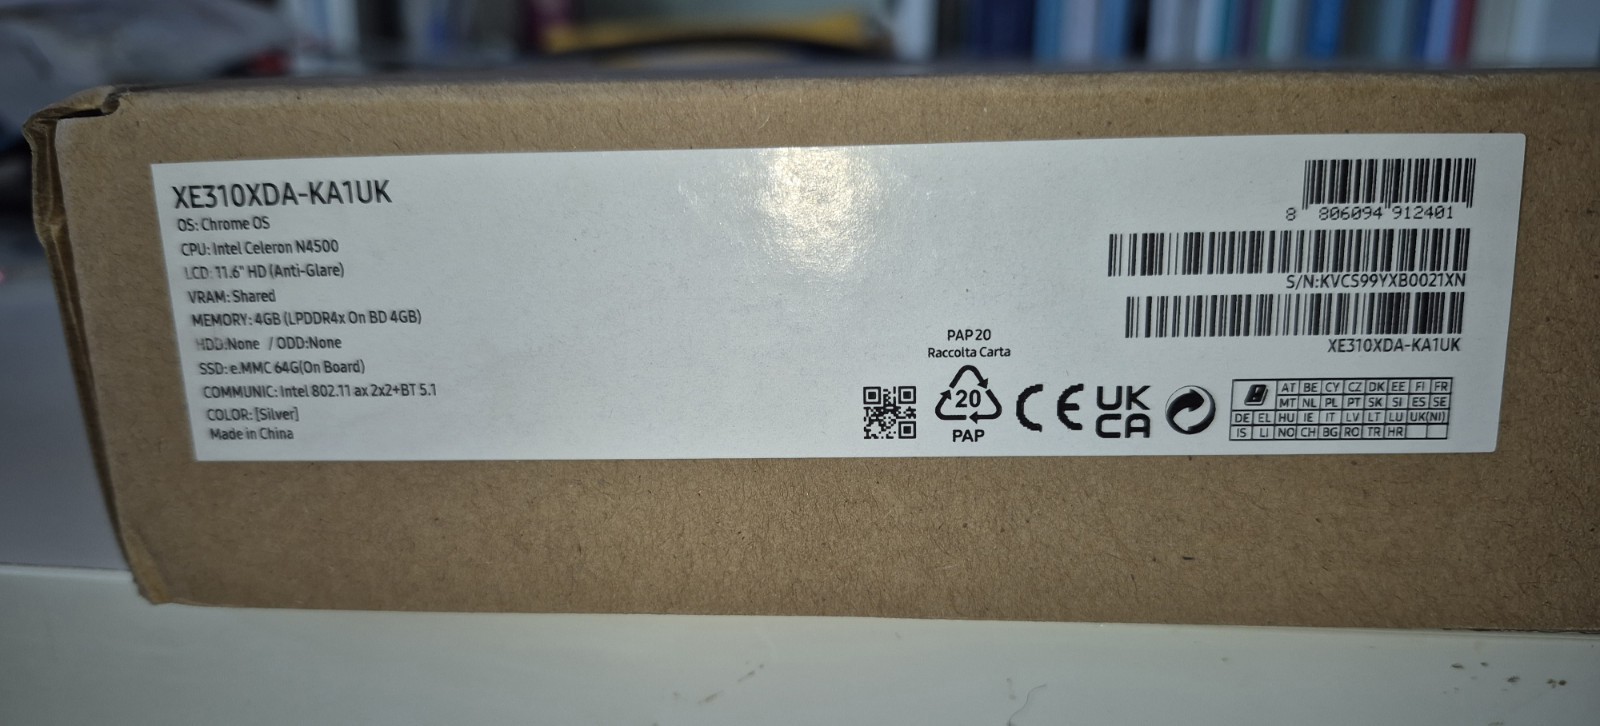 XE310XDA-KA1UK
OS: Chrome OS
CPU: Intel Celeron N4500
LCD: 11.6" HD (Anti-Glare)
VRAM: Shared
MEMORY: 4GB (LPDDR4x On BD 4GB)
HDD:None / ODD:None
SSD: e.MMC 64G(On Board)
COMMUNIC: Intel 802.11 ax 2x2+BT 5.1
COLOR: [Silver]
Made in China
8 806094 912401
S/N:KVCS99YXB0021XN
XE310XDA-KA1UK
PAP 20
Raccolta Carta
20
PAP
CE
UK
CA
AT BE CY CZ DK EE FI FR
MT NL PL PT SK SI ES SE
DE EL HU IE IT LV LT LU UK(NI)
IS LI NO CH BG RO TR HR